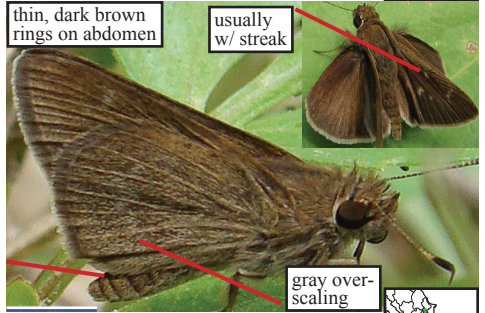 thin, dark brown
rings on abdomen
usually
w/ streak
gray over-
scaling